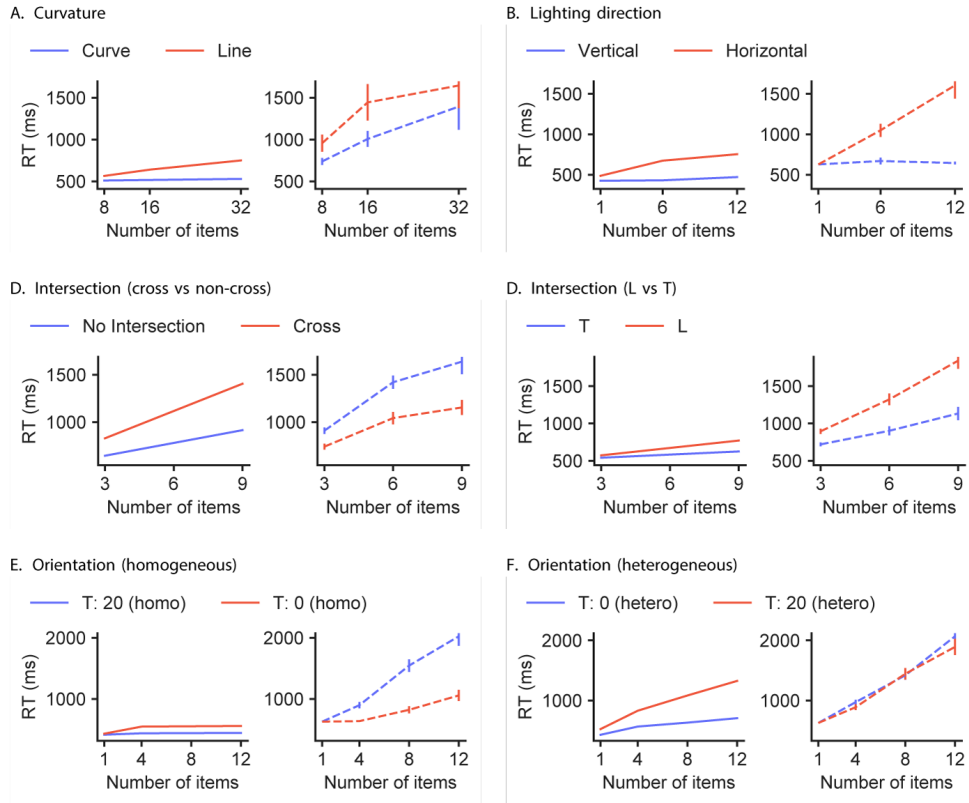 A. Curvature
Curve Line
RT (ms)
1500
1000
500
8 16 32
Number of items
1500
1000
500
8 16 32
Number of items
B. Lighting direction
Vertical Horizontal
RT (ms)
1500
1000
500
1 6 12
Number of items
1500
1000
500
1 6 12
Number of items
D. Intersection (cross vs non-cross)
No Intersection Cross
RT (ms)
1500
1000
3 6 9
Number of items
1500
1000
3 6 9
Number of items
D. Intersection (L vs T)
T L
RT (ms)
1500
1000
500
3 6 9
Number of items
1500
1000
500
3 6 9
Number of items
E. Orientation (homogeneous)
T: 20 (homo) T: 0 (homo)
RT (ms)
2000
1000
1 4 8 12
Number of items
2000
1000
1 4 8 12
Number of items
F. Orientation (heterogeneous)
T: 0 (hetero) T: 20 (hetero)
RT (ms)
2000
1000
1 4 8 12
Number of items
2000
1000
1 4 8 12
Number of items